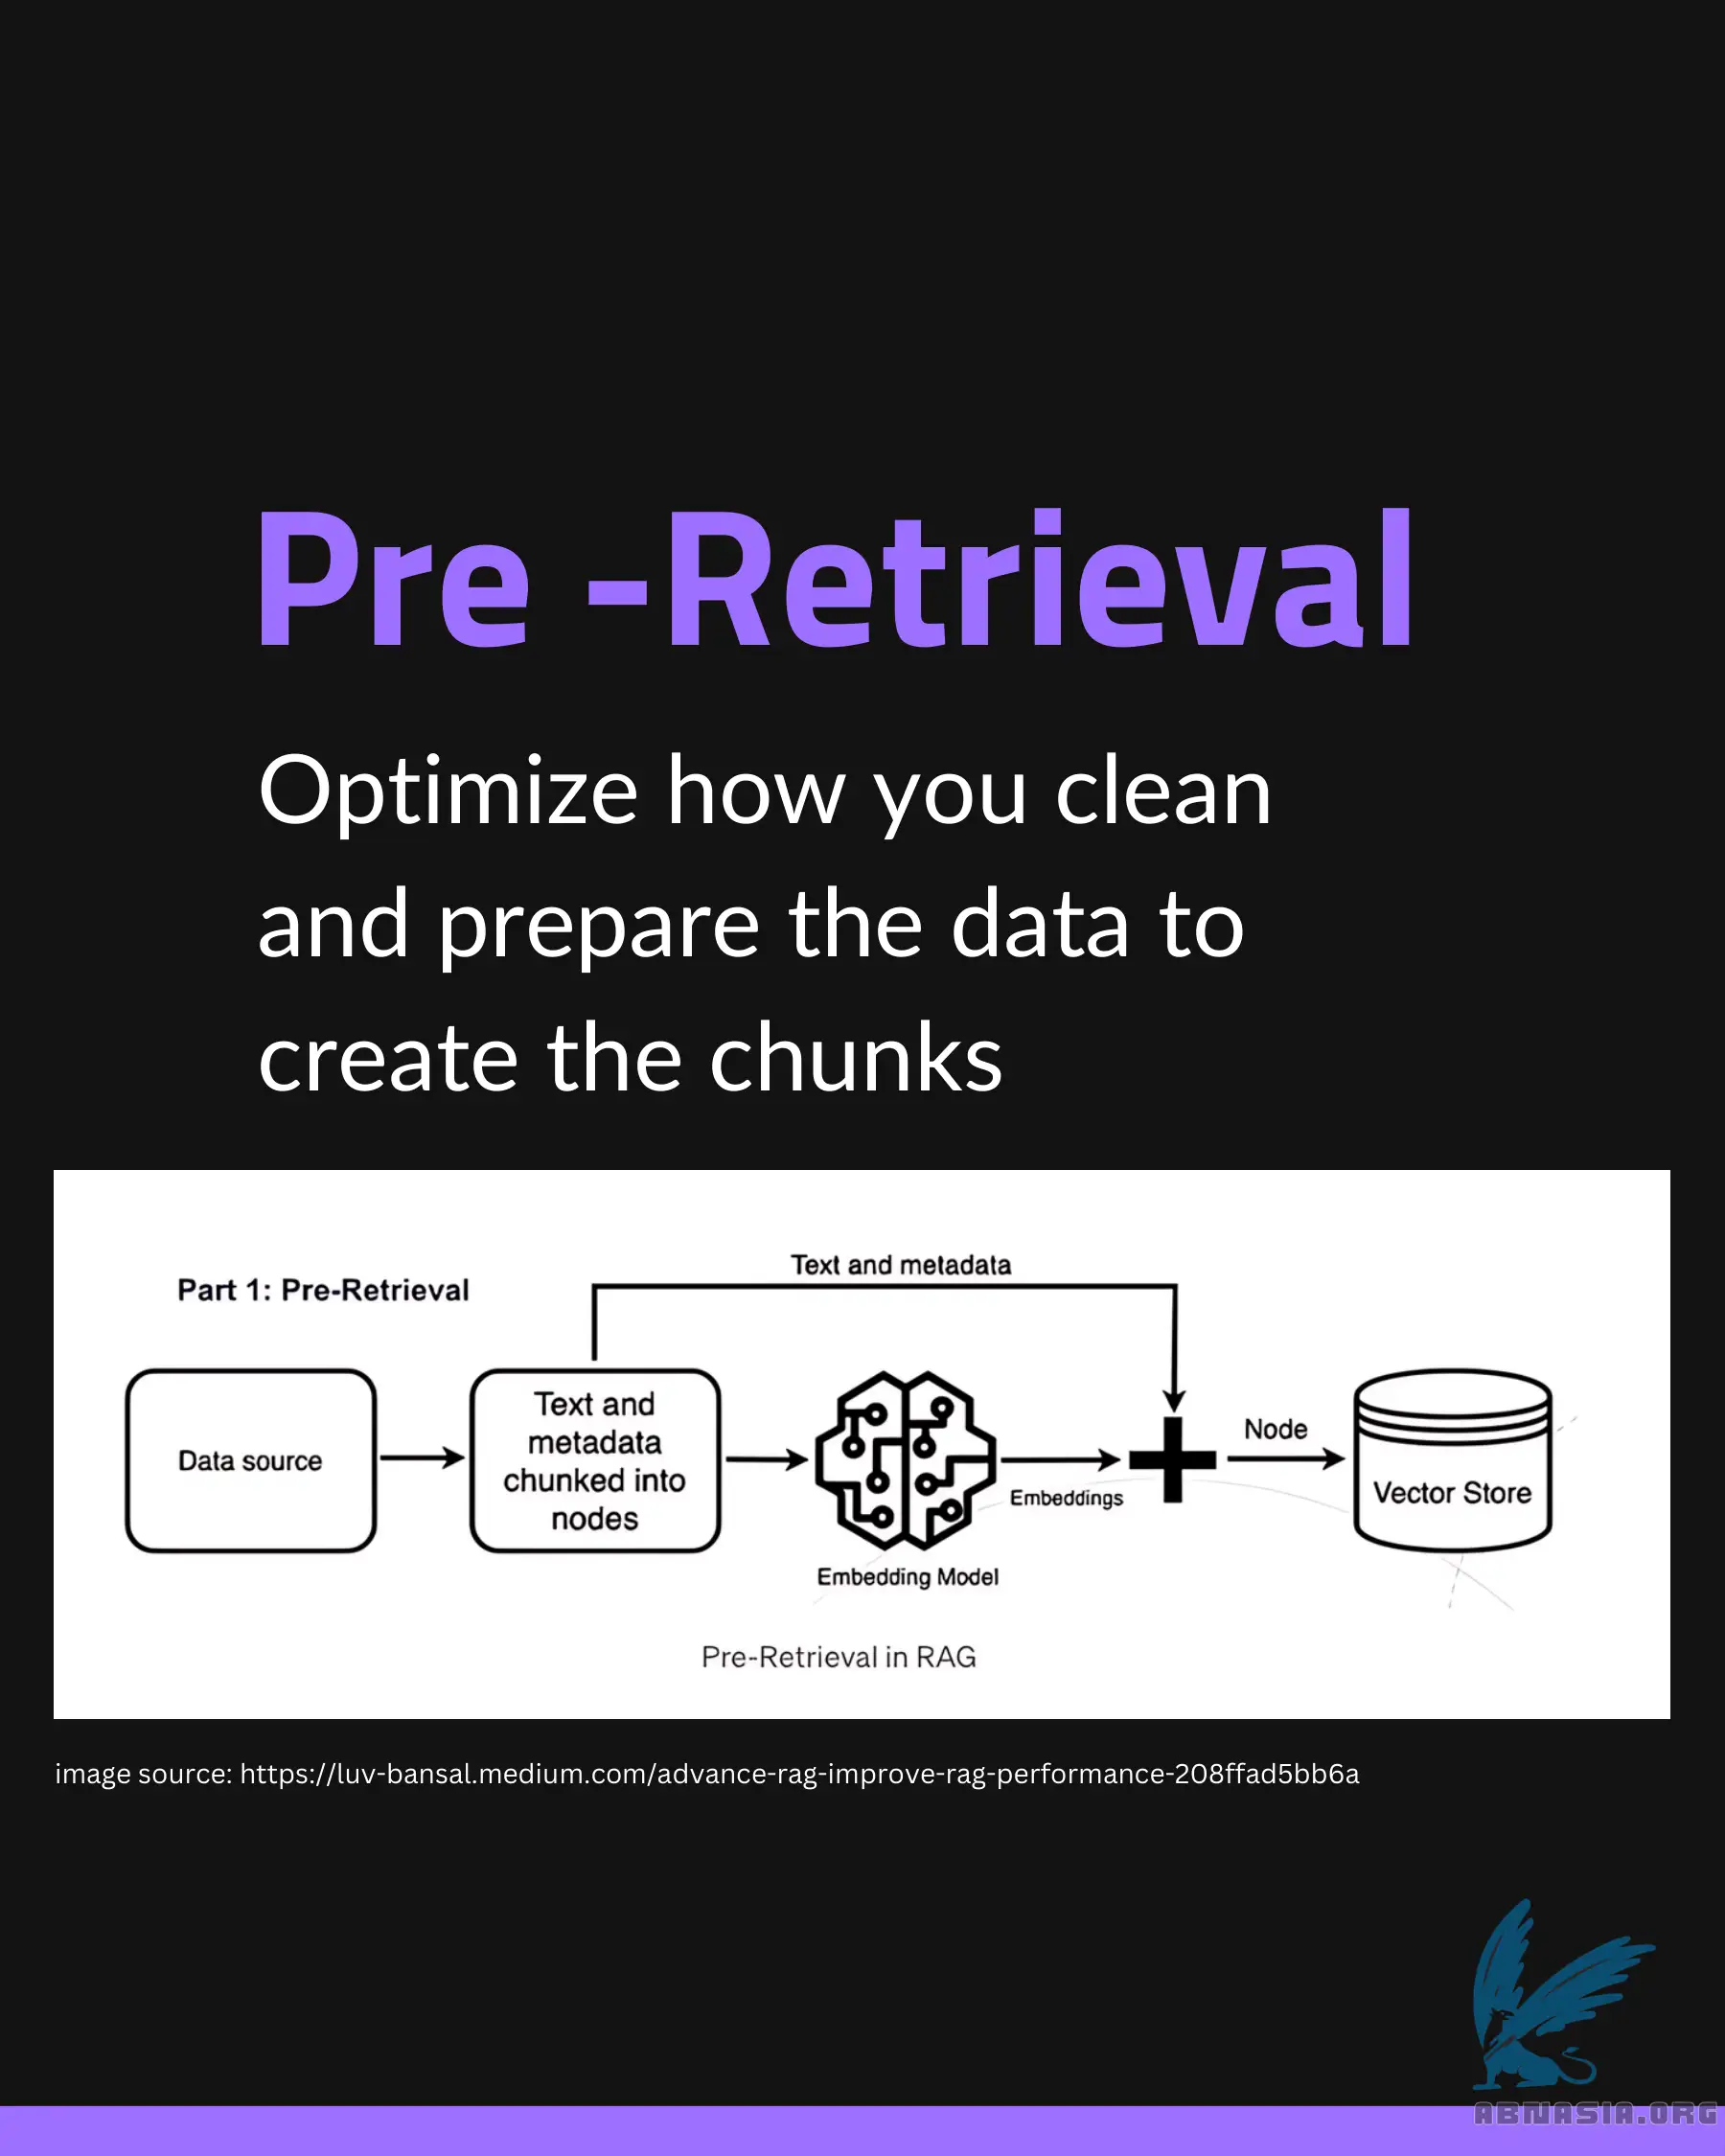 Pre -Retrieval
Optimize how you clean
and prepare the data to
create the chunks
Text and metadata
Part 1: Pre-Retrieval
Data source
Text and
metadata
chunked into
nodes
Embedding Model
Embeddings
Node
Vector Store
Pre-Retrieval in RAG
image source: https://luv-bansal.medium.com/advance-rag-improve-rag-performance-208ffad5bb6a
ABNASIA.ORG